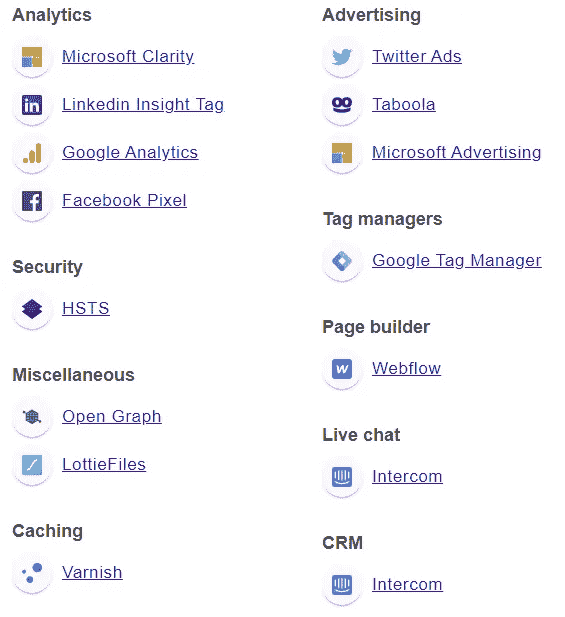 Analytics
Microsoft Clarity
Linkedin Insight Tag
Google Analytics
Facebook Pixel
Security
HSTS
Miscellaneous
Open Graph
LottieFiles
Caching
Varnish
Advertising
Twitter Ads
Taboola
Microsoft Advertising
Tag managers
Google Tag Manager
Page builder
Webflow
Live chat
Intercom
CRM
Intercom